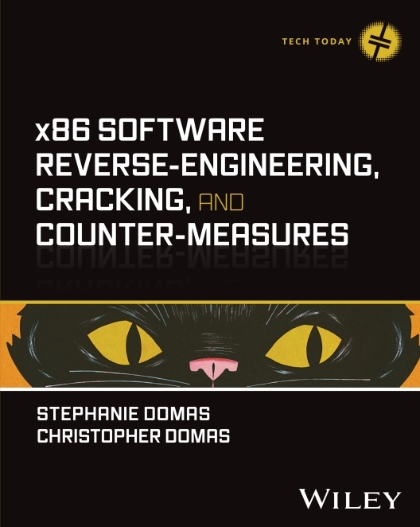 TECH TODAY
x86 SOFTWARE
REVERSE-ENGINEERING,
CRACKING, AND
COUNTER-MEASURES
STEPHANIE DOMAS
CHRISTOPHER DOMAS
WILEY